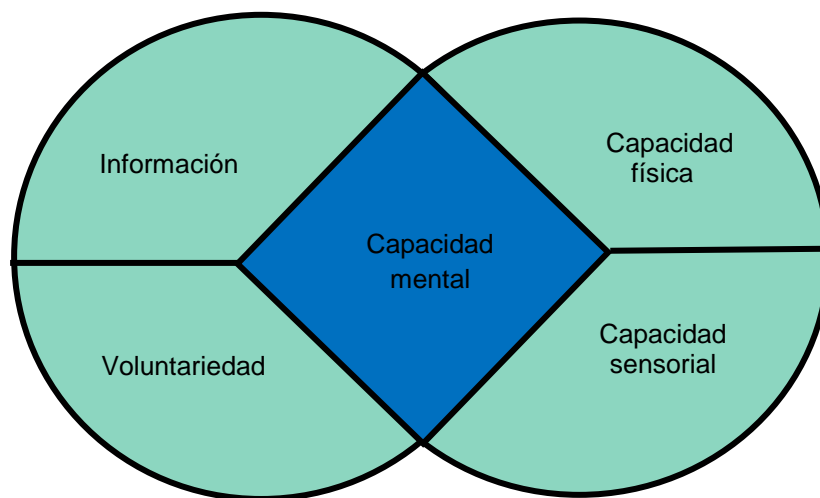 Información
Capacidad
física
Capacidad
mental
Voluntariedad
Capacidad
sensorial